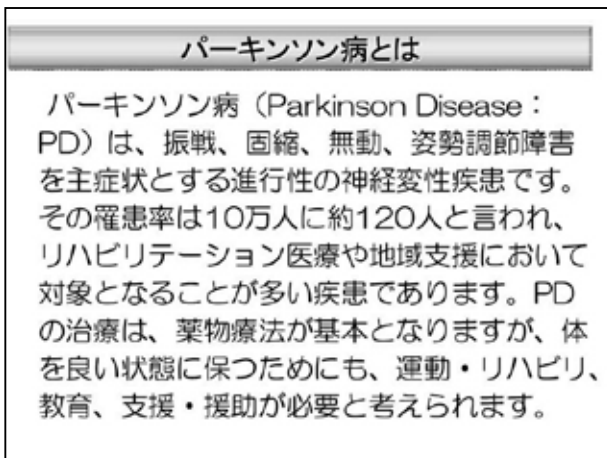 パーキンソン病とは
パーキンソン病（Parkinson Disease：
PD）は、振戦、固縮、無動、姿勢調節障害
を主症状とする進行性の神経変性疾患です。
その罹患率は10万人に約120人と言われ、
リハビリテーション医療や地域支援において
対象となることが多い疾患であります。PD
の治療は、薬物療法が基本となりますが、体
を良い状態に保つためにも、運動・リハビリ、
教育、支援・援助が必要と考えられます。